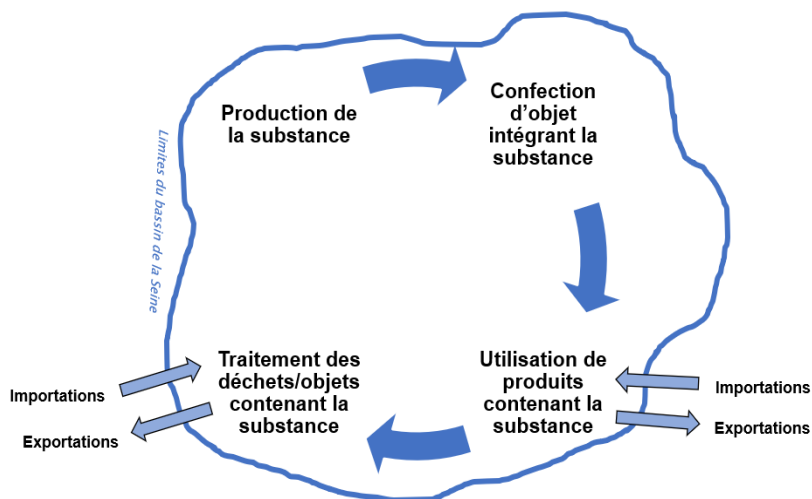 Production de
la substance
Confection
d'objet
intégrant la
substance
Limites du bassin de la Seine
Traitement des
déchets/objets
contenant la
substance
Utilisation de
produits
contenant la
substance
Importations
Exportations
Importations
Exportations